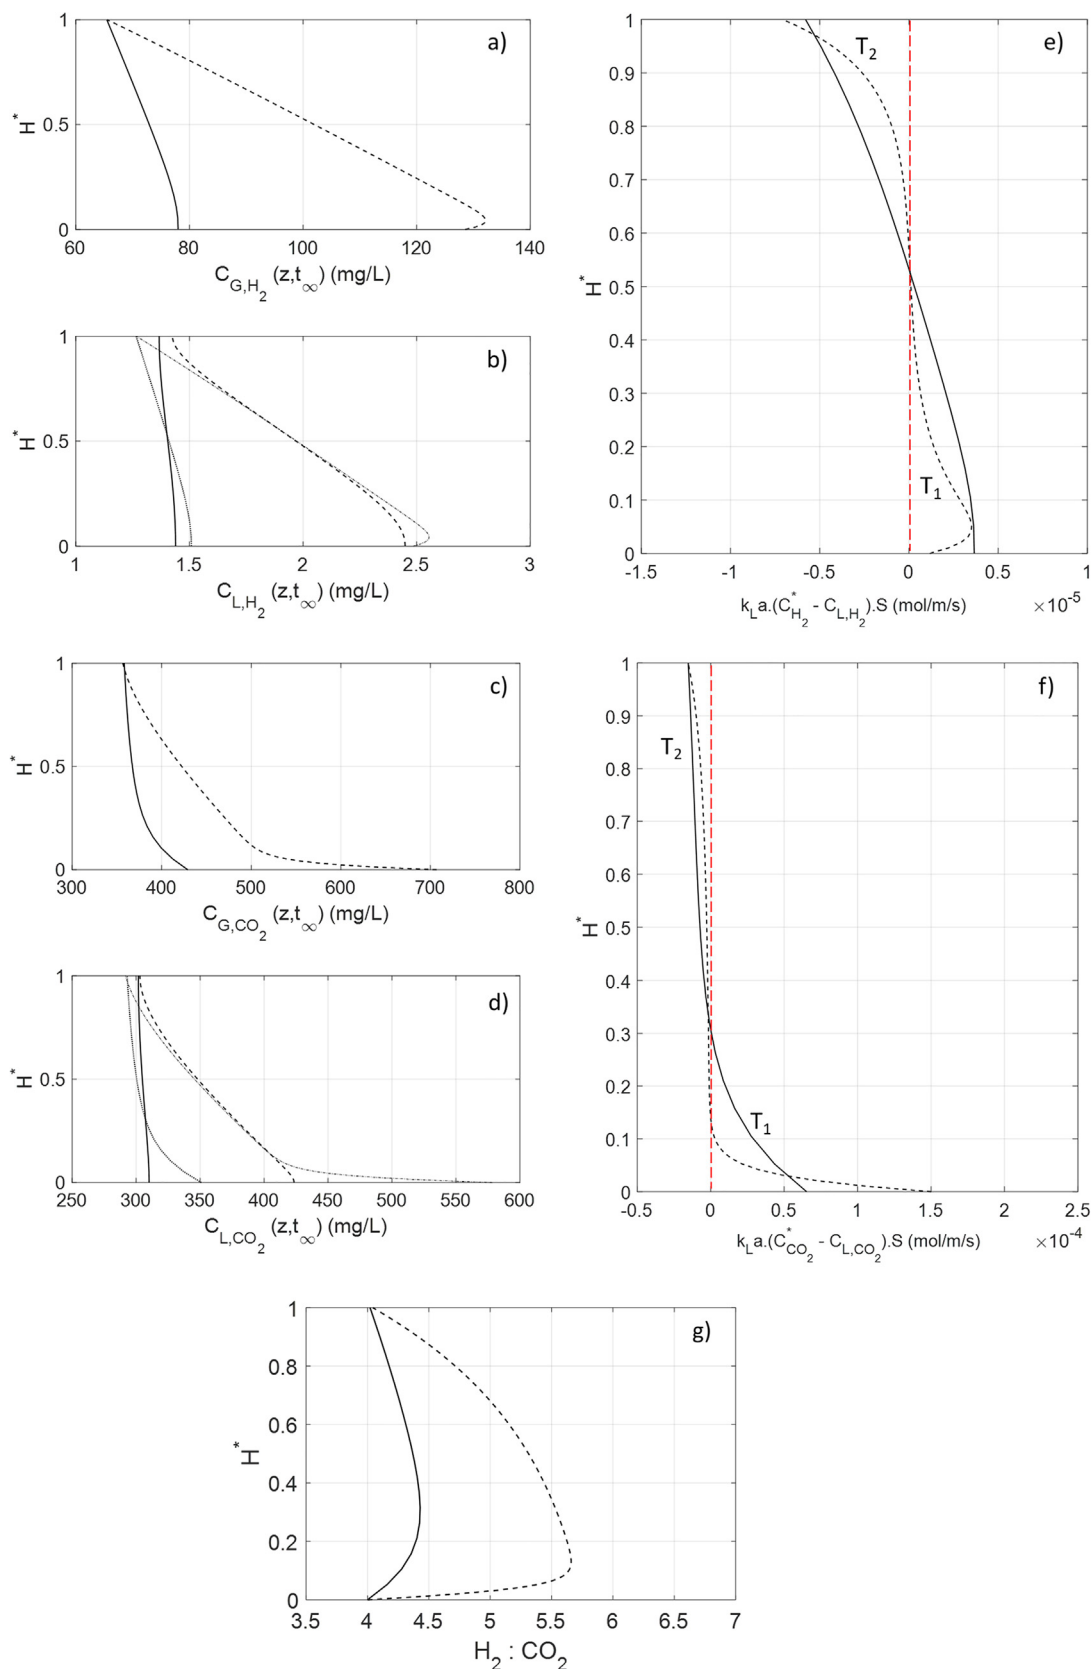 a)
1
0.5
0
H*
60 80 100 120 140
C_G,H2 (z,t∞) (mg/L)
b)
1
0.5
0
H*
1 1.5 2 2.5 3
C_L,H2 (z,t∞) (mg/L)
e)
T2
T1
1
0.9
0.8
0.7
0.6
0.5
0.4
0.3
0.2
0.1
0
H*
-1.5 -1 -0.5 0 0.5 1
k_L a.(C*_H2 - C_L,H2).S (mol/m/s) ×10^-5
c)
1
0.5
0
H*
300 400 500 600 700 800
C_G,CO2 (z,t∞) (mg/L)
d)
1
0.5
0
H*
250 300 350 400 450 500 550 600
C_L,CO2 (z,t∞) (mg/L)
f)
T2
T1
1
0.9
0.8
0.7
0.6
0.5
0.4
0.3
0.2
0.1
0
H*
-0.5 0 0.5 1 1.5 2 2.5
k_L a.(C*_CO2 - C_L,CO2).S (mol/m/s) ×10^-4
g)
1
0.8
0.6
0.4
0.2
0
H*
3.5 4 4.5 5 5.5 6 6.5 7
H2 : CO2